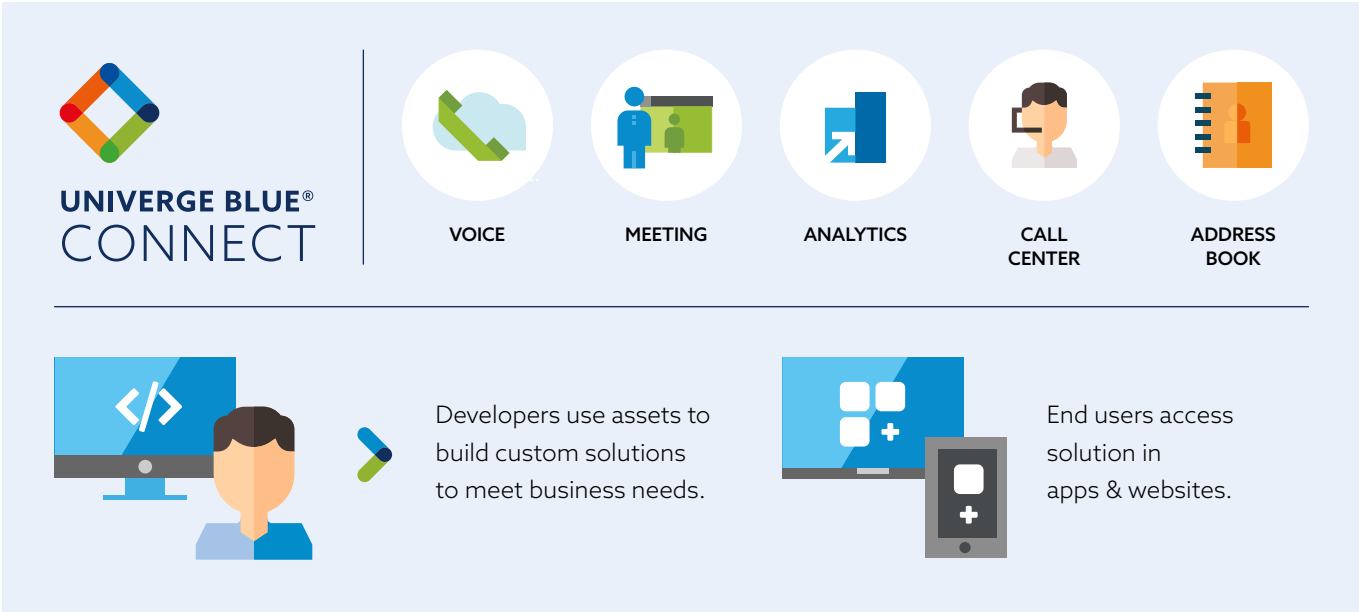 UNIVERGE BLUE®
CONNECT
VOICE
MEETING
ANALYTICS
CALL
CENTER
ADDRESS
BOOK
</>
Developers use assets to
build custom solutions
to meet business needs.
End users access
solution in
apps & websites.